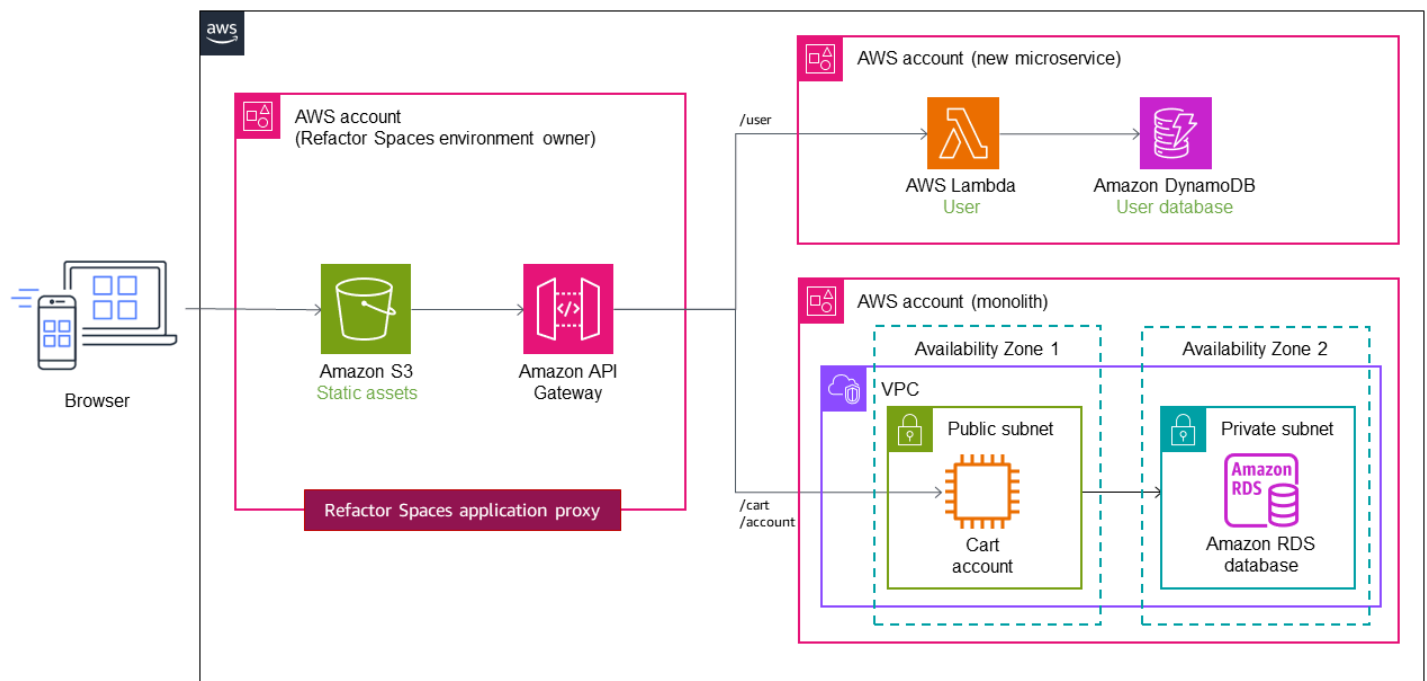 aws
AWS account
(Refactor Spaces environment owner)
Browser
Amazon S3
Static assets
Amazon API
Gateway
Refactor Spaces application proxy
/user
AWS account (new microservice)
AWS Lambda
User
Amazon DynamoDB
User database
/cart
/account
AWS account (monolith)
Availability Zone 1
Availability Zone 2
VPC
Public subnet
Cart
account
Private subnet
Amazon
RDS
Amazon RDS
database
</>